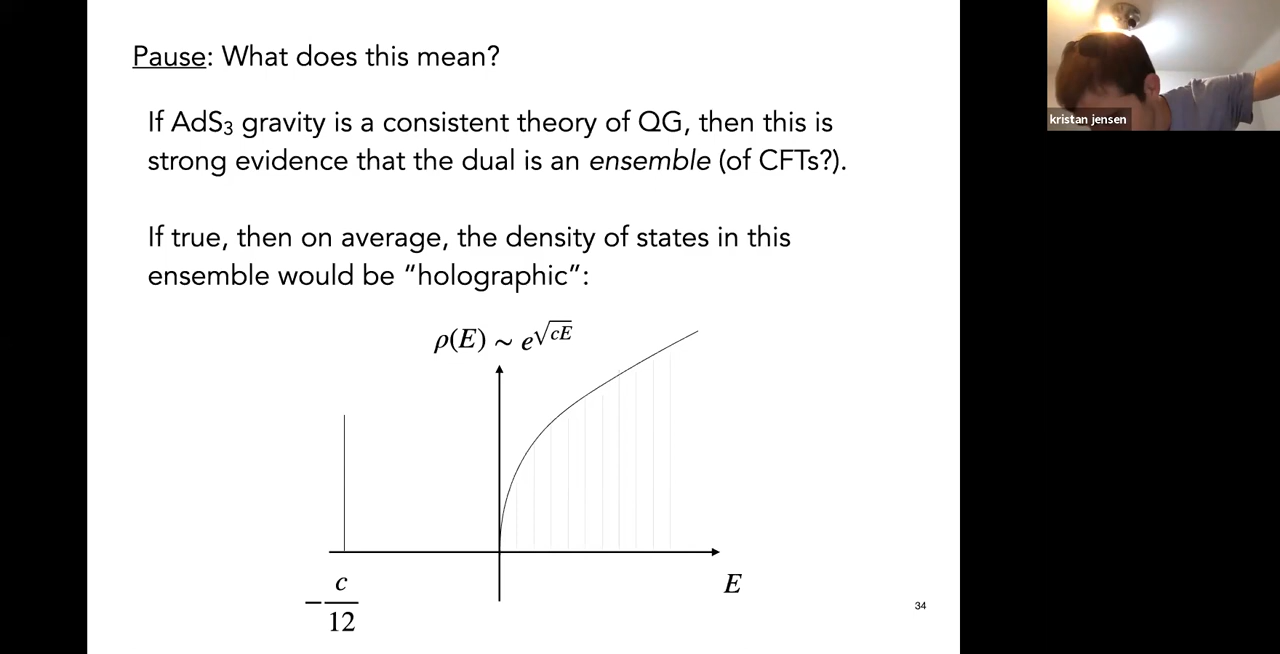 Pause: What does this mean?
If AdS₃ gravity is a consistent theory of QG, then this is
strong evidence that the dual is an ensemble (of CFTs?).
If true, then on average, the density of states in this
ensemble would be “holographic”:
ρ(E) ∼ e^√cE
E
−c/12
34
kristan jensen